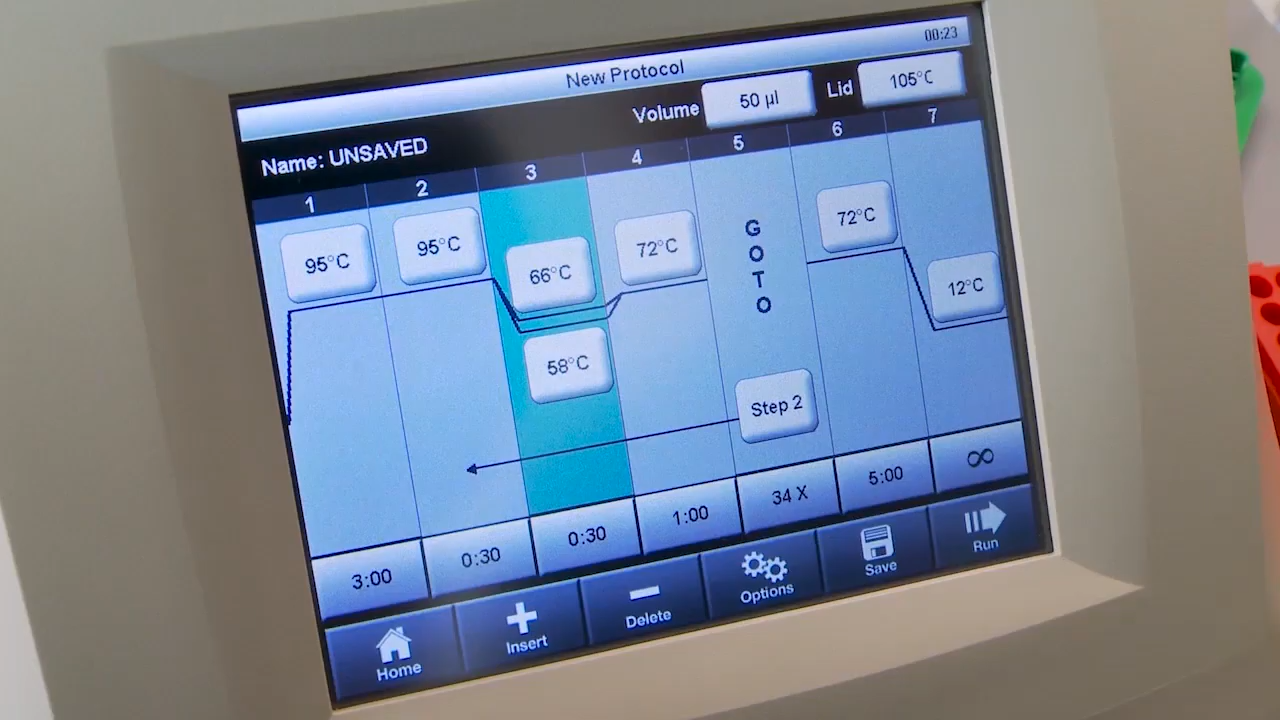 00:23
New Protocol
Name: UNSAVED Volume 50 µl Lid 105°C
1 2 3 4 5 6 7
95°C 95°C 66°C 72°C GOTO 72°C 12°C
58°C
Step 2
3:00 0:30 0:30 1:00 34 X 5:00 ∞
Home Insert Delete Options Save Run